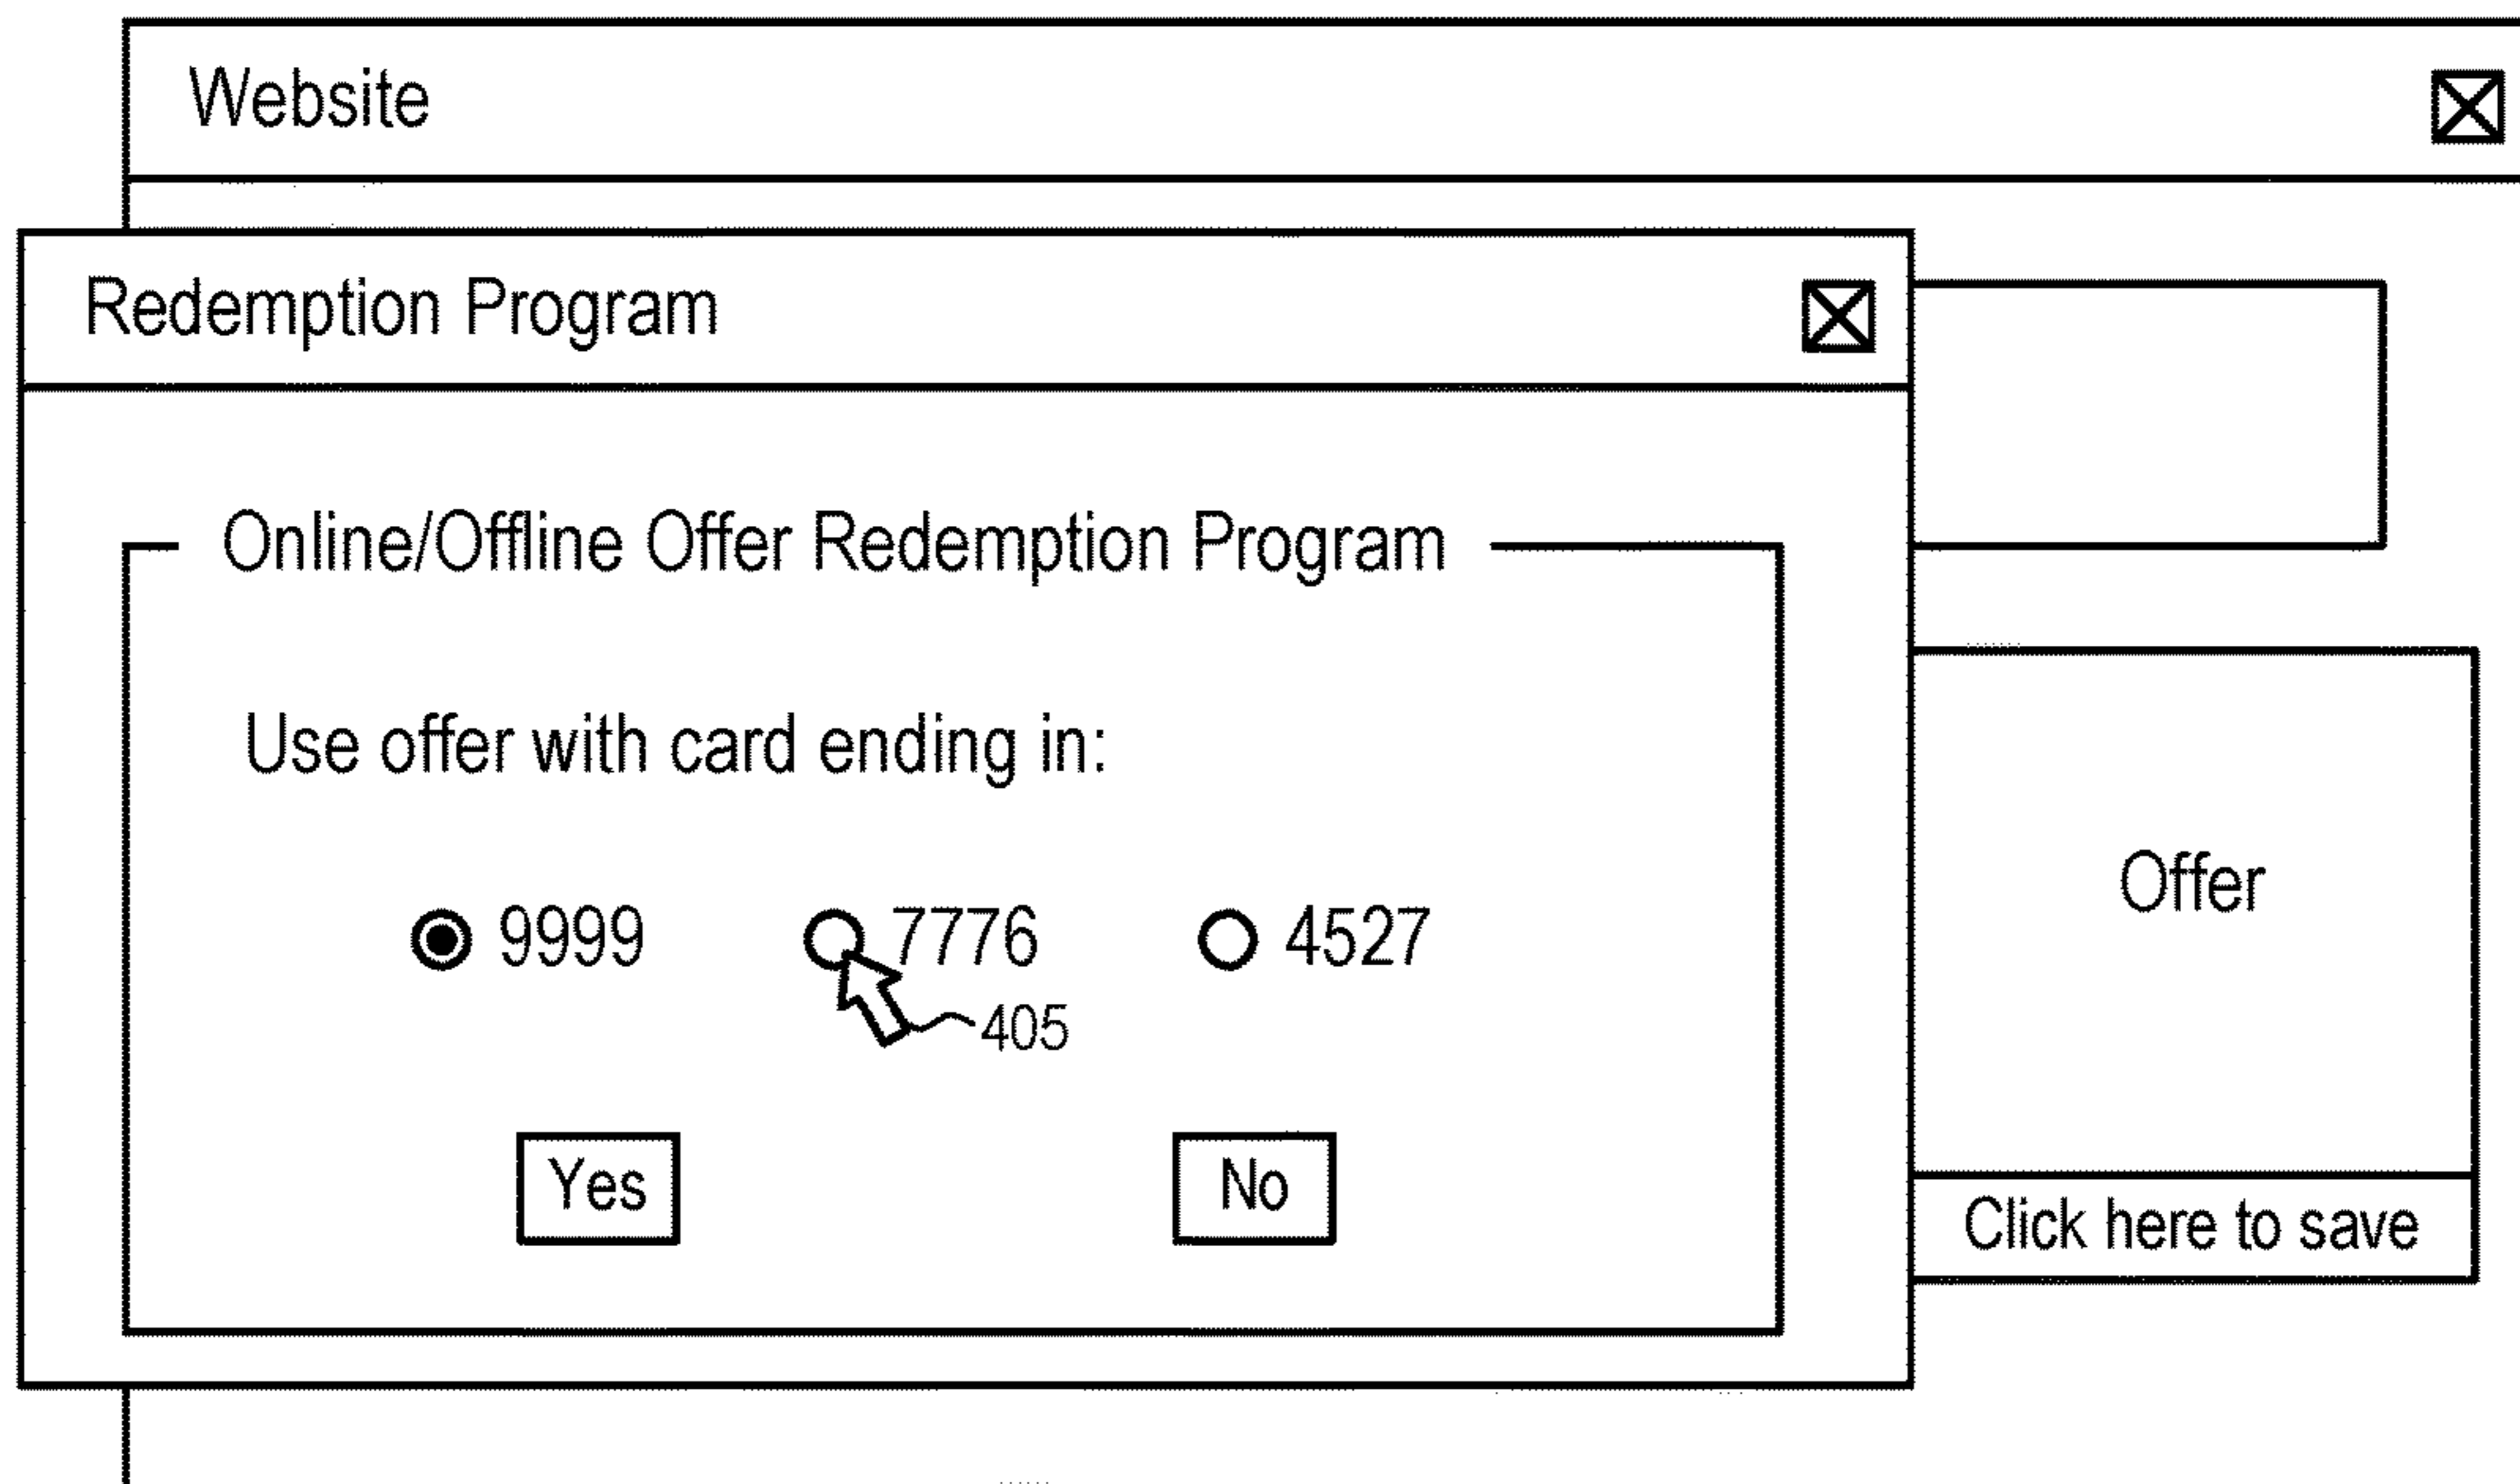 Website
Redemption Program
Online/Offline Offer Redemption Program
Use offer with card ending in:
9999 7776 4527
405
Yes No
Offer
Click here to save